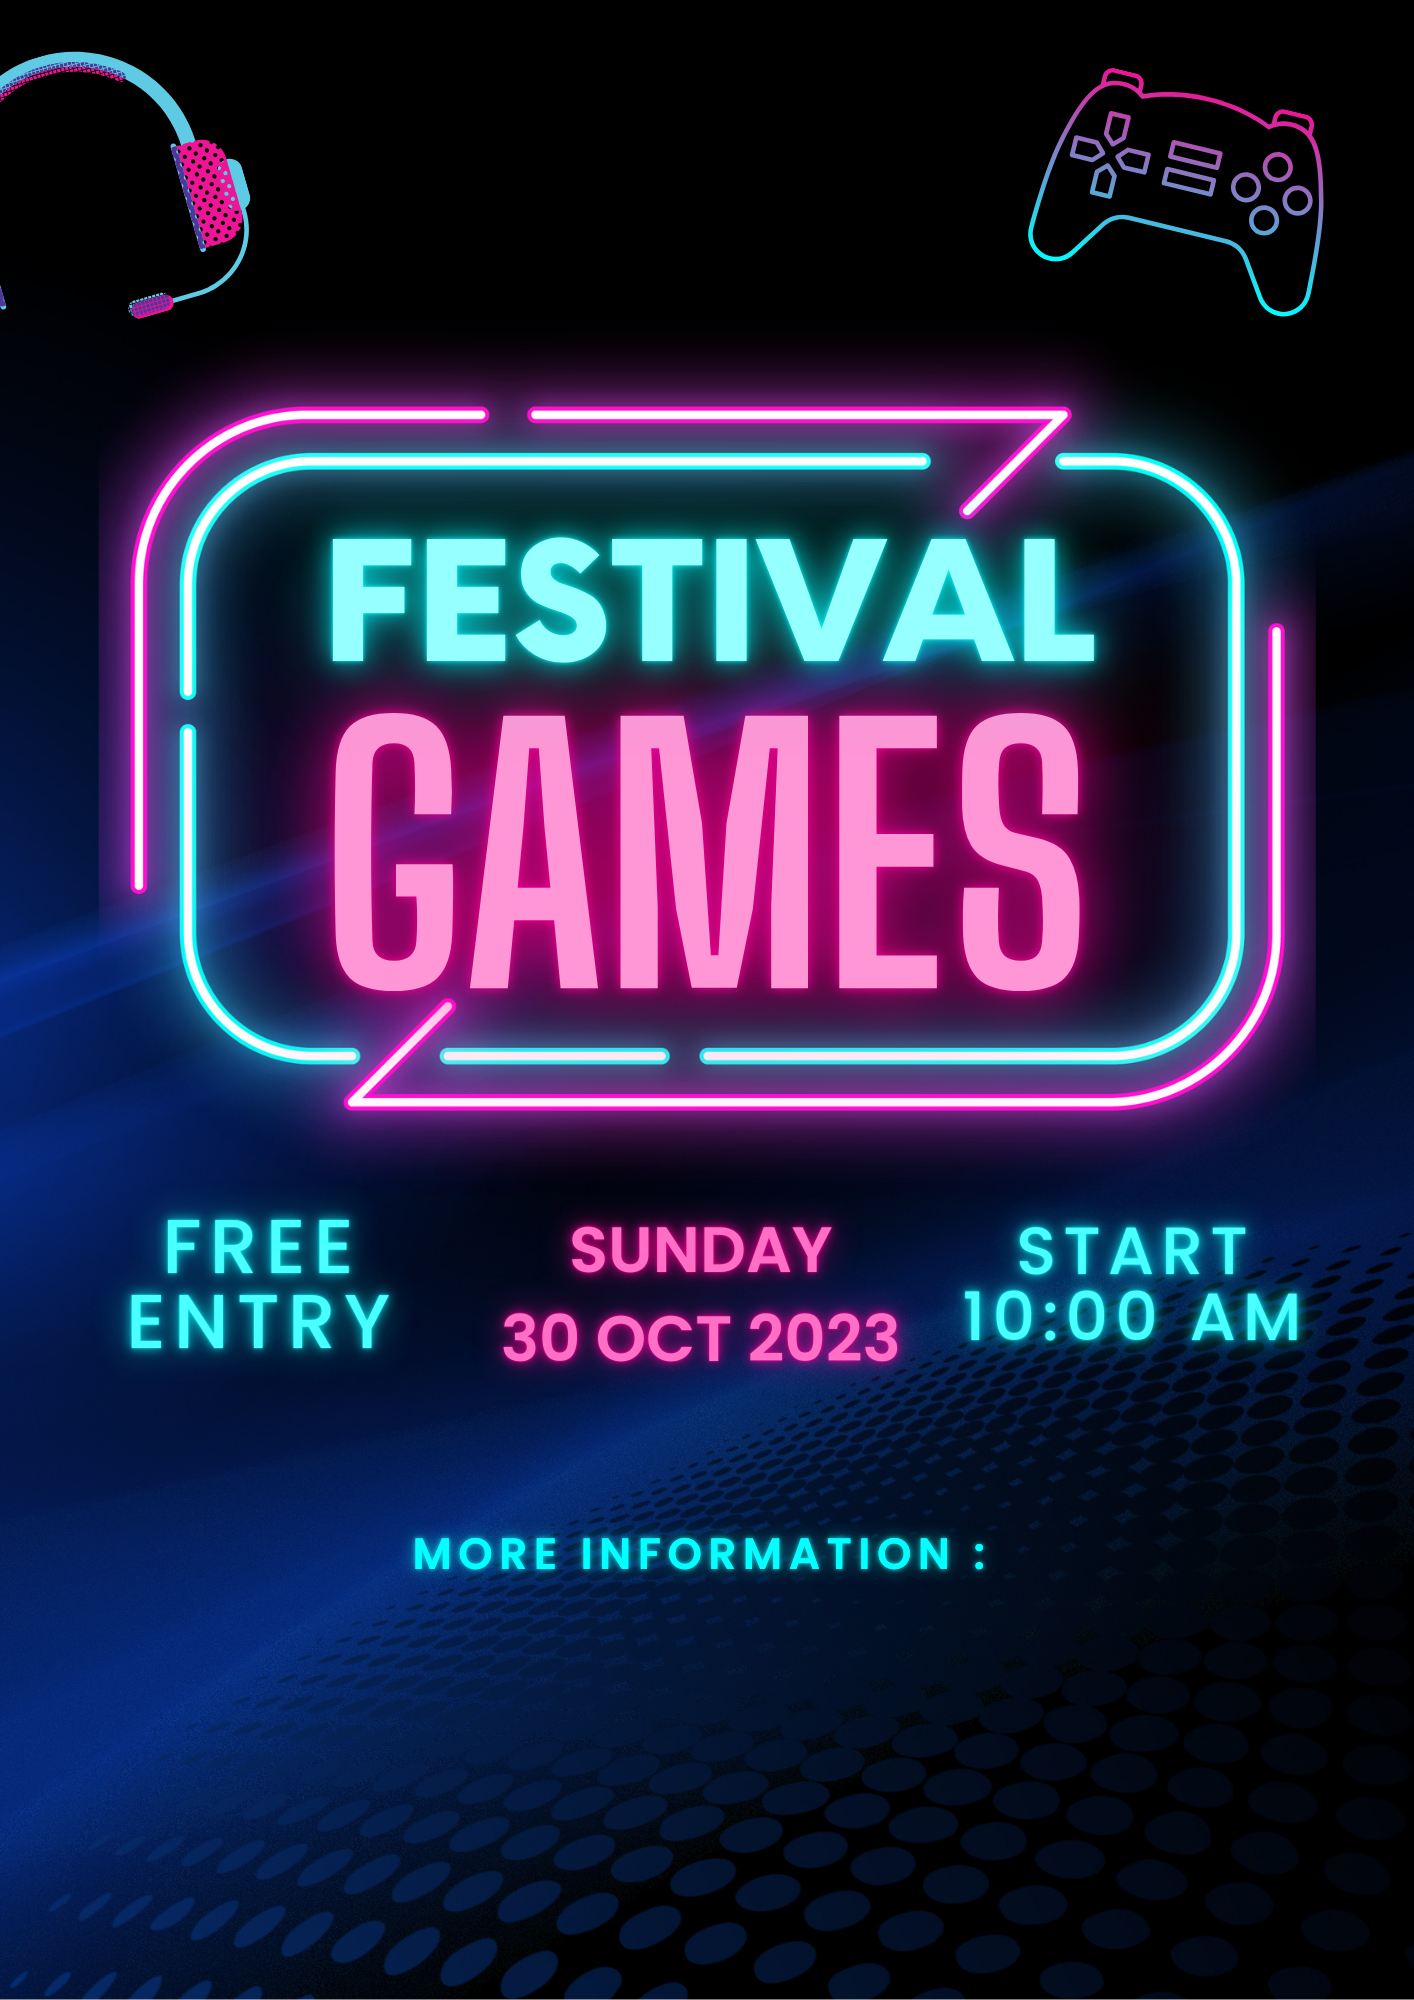 FESTIVAL
GAMES
FREE
ENTRY
SUNDAY
30 OCT 2023
START
10:00 AM
MORE INFORMATION :